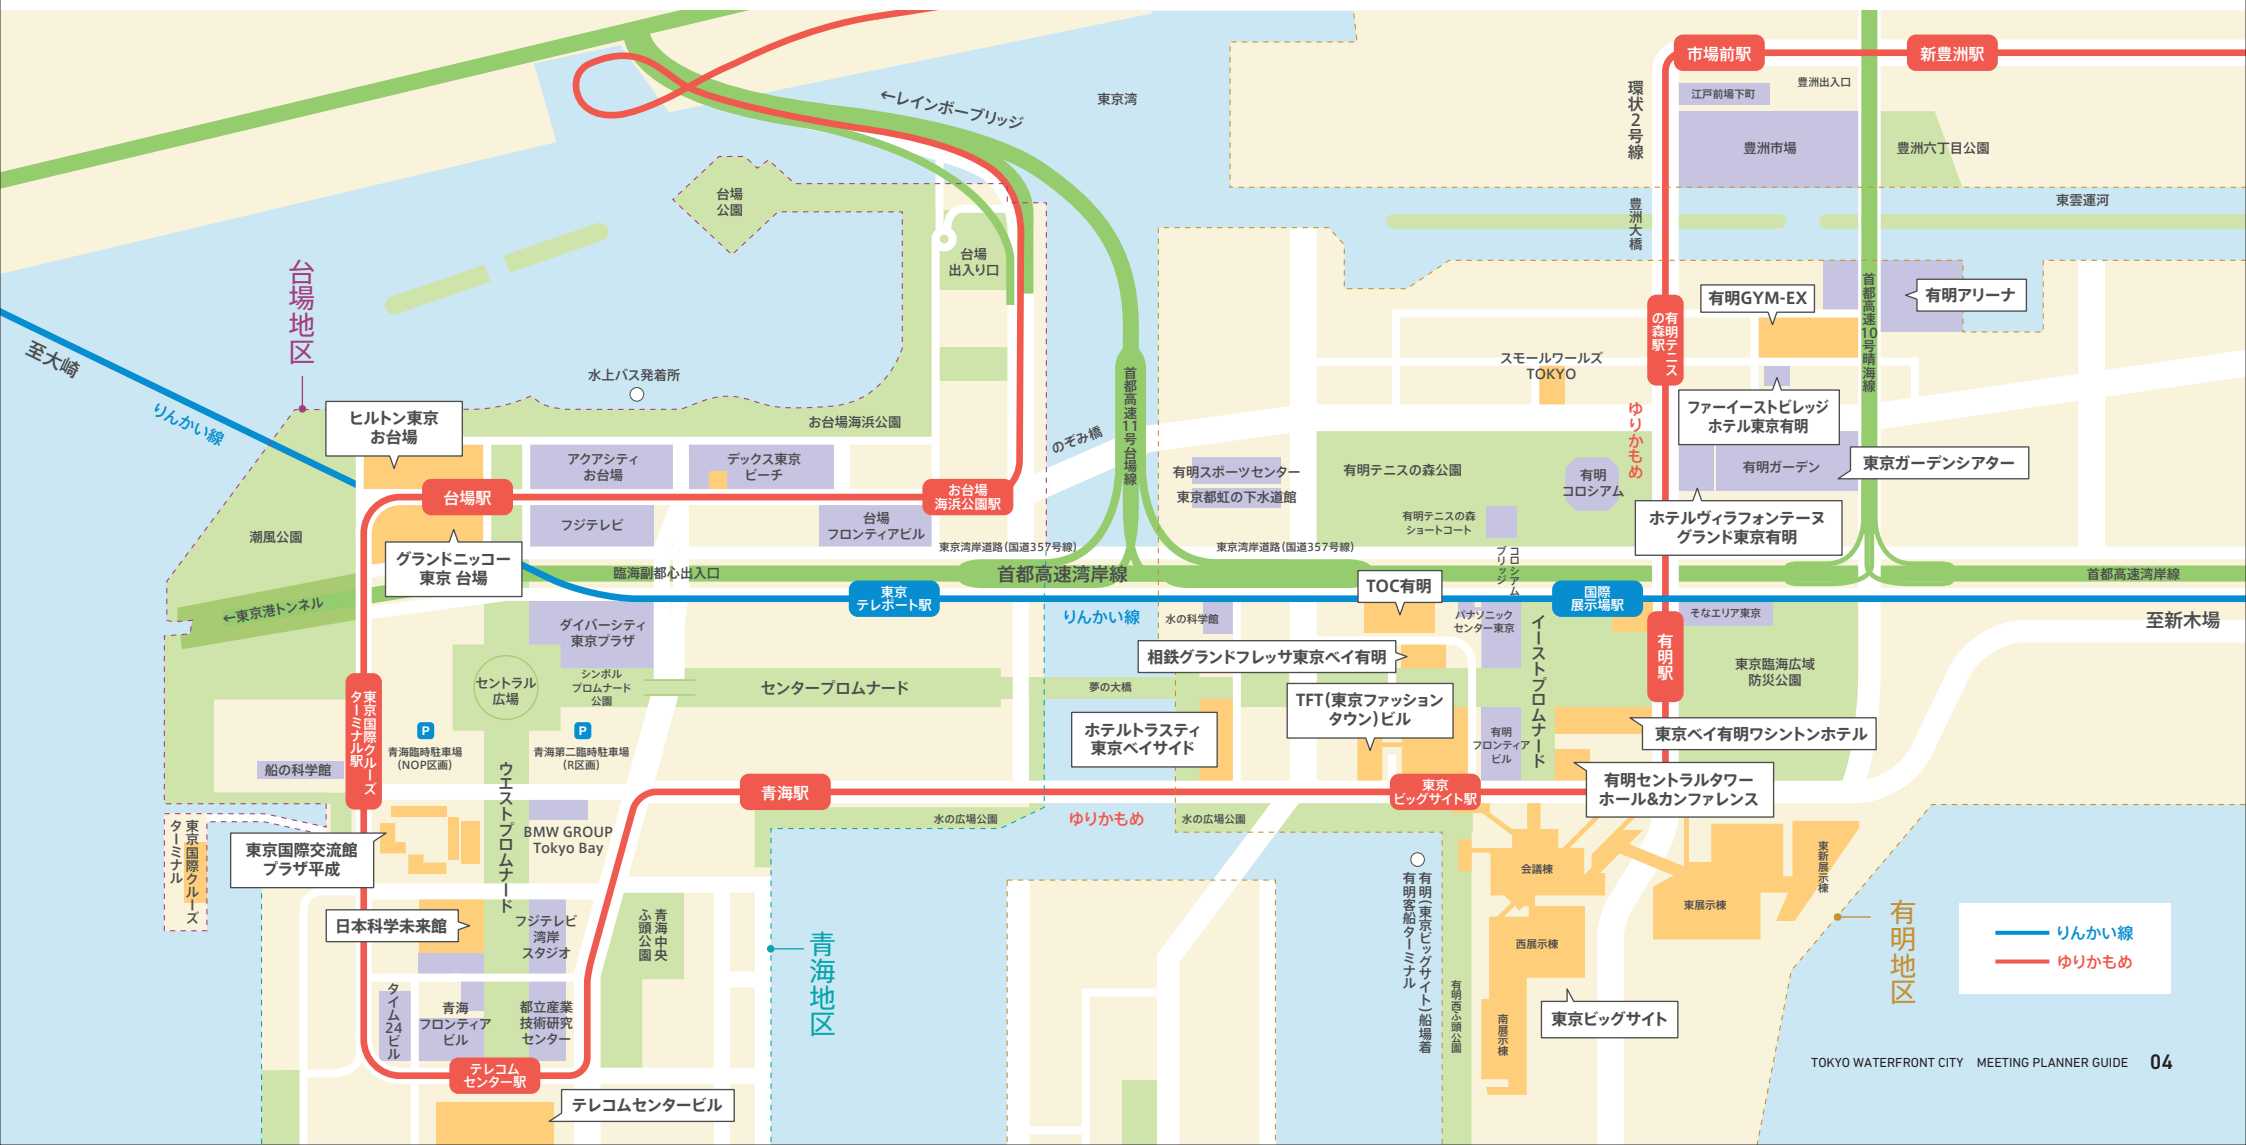 市場前駅
新豊洲駅
豊洲出入口
江戸前場下町
環状2号線
豊洲市場
豊洲六丁目公園
←レインボーブリッジ
東京湾
台場
公園
東雲運河
豊洲大橋
台場
出入り口
台場地区
首都高速10号晴海線
有明GYM-EX
有明アリーナ
有明テニス
の森駅
至大崎
水上バス発着所
スモールワールズ
TOKYO
首都高速11号台場線
りんかい線
ヒルトン東京
お台場
お台場海浜公園
のぞみ橋
ゆりかもめ
ファーイーストビレッジ
ホテル東京有明
アクアシティ
お台場
デックス東京
ビーチ
有明スポーツセンター
有明テニスの森公園
有明
コロシアム
有明ガーデン
東京ガーデンシアター
台場駅
お台場
海浜公園駅
東京都虹の下水道館
フジテレビ
台場
フロンティアビル
有明テニスの森
ショートコート
ホテルヴィラフォンテーヌ
グランド東京有明
潮風公園
グランドニッコー
東京 台場
東京湾岸道路(国道357号線)
東京湾岸道路(国道357号線)
コロシアム
ブリッジ
臨海副都心出入口
首都高速湾岸線
首都高速湾岸線
TOC有明
東京
テレポート駅
国際
展示場駅
←東京港トンネル
りんかい線
水の科学館
パナソニック
センター東京
そなエリア東京
至新木場
ダイバーシティ
東京プラザ
イーストプロムナード
有明駅
相鉄グランドフレッサ東京ベイ有明
東京臨海広域
防災公園
セントラル
広場
シンボル
プロムナード
公園
センタープロムナード
夢の大橋
TFT(東京ファッション
タウン)ビル
東京国際クルーズ
ターミナル駅
P
青海臨時駐車場
(NOP区画)
P
青海第二臨時駐車場
(R区画)
ホテルトラスティ
東京ベイサイド
有明
フロンティア
ビル
東京ベイ有明ワシントンホテル
船の科学館
ウエストプロムナード
青海駅
東京
ビッグサイト駅
有明セントラルタワー
ホール&カンファレンス
BMW GROUP
Tokyo Bay
水の広場公園
ゆりかもめ
水の広場公園
東京国際クルーズ
ターミナル
東京国際交流館
プラザ平成
会議棟
東新展示棟
東展示棟
日本科学未来館
フジテレビ
湾岸
スタジオ
青海中央
ふ頭公園
青海地区
有明(東京ビッグサイト)船場着
有明客船ターミナル
西展示棟
有明地区
りんかい線
ゆりかもめ
タイム24ビル
青海
フロンティア
ビル
都立産業
技術研究
センター
有明西ふ頭公園
南展示棟
東京ビッグサイト
テレコム
センター駅
テレコムセンタービル
TOKYO WATERFRONT CITY MEETING PLANNER GUIDE 04